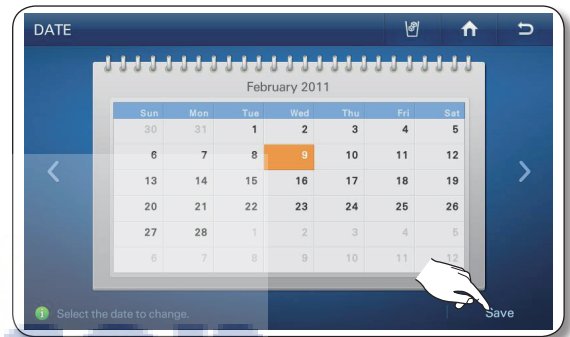 DATE
February 2011
Sun Mon Tue Wed Thu Fri Sat
30 31 1 2 3 4 5
6 7 8 9 10 11 12
13 14 15 16 17 18 19
20 21 22 23 24 25 26
27 28 1 2 3 4 5
6 7 8 9 10 11 12
Select the date to change.
Save